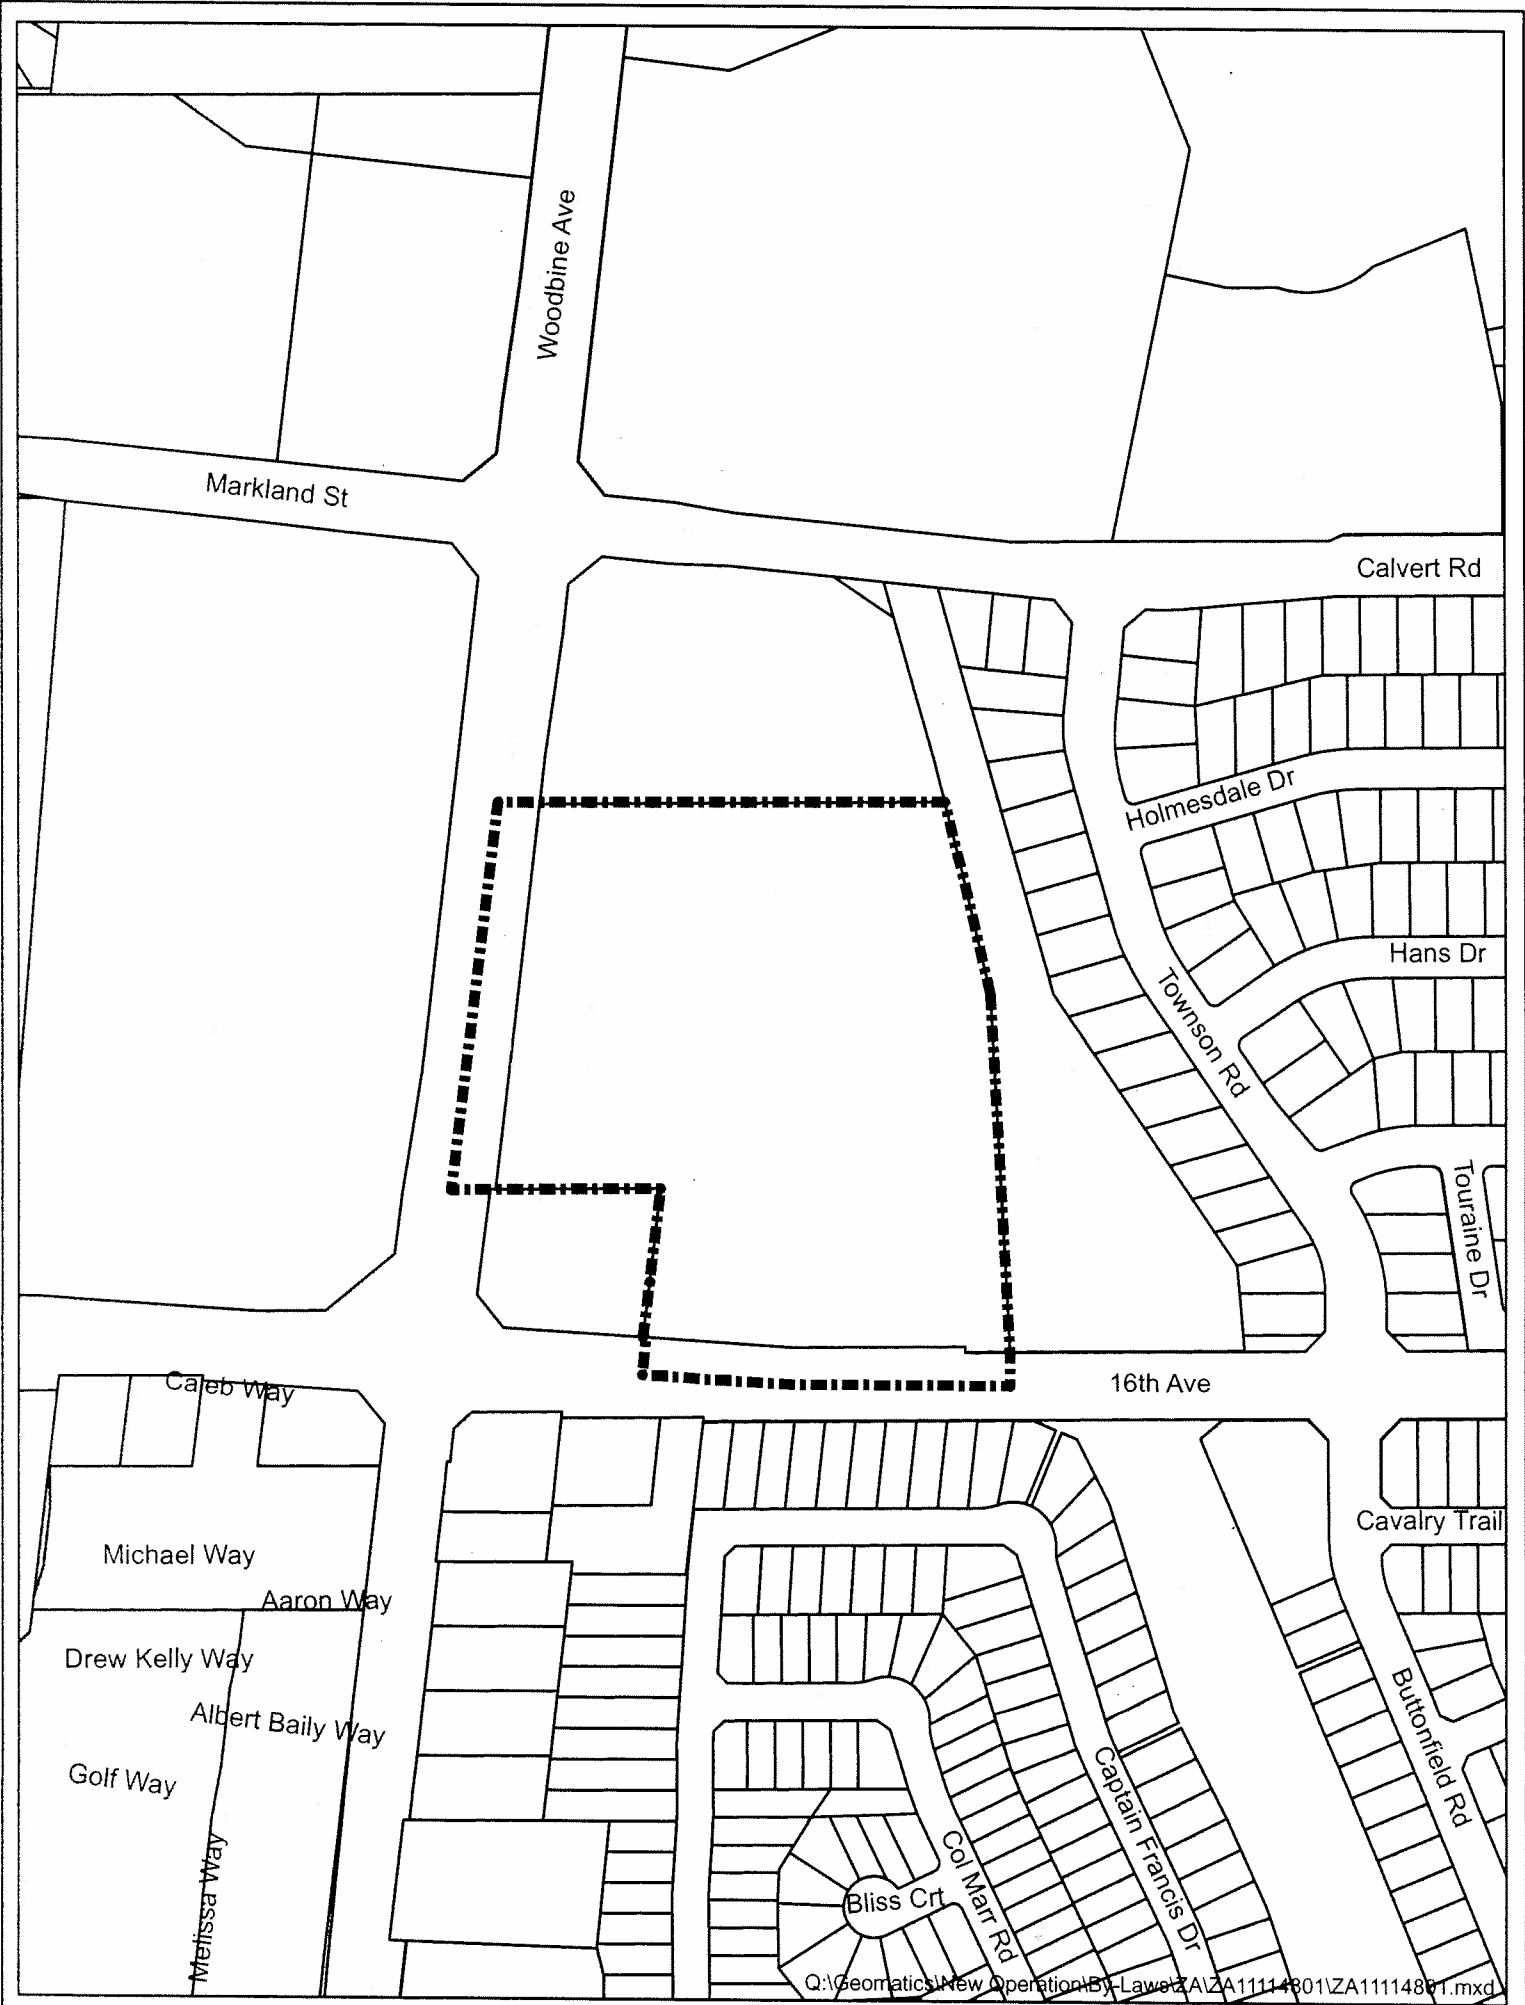 Woodbine Ave
Markland St
Calvert Rd
Holmesdale Dr
Hans Dr
Townson Rd
Touraine Dr
16th Ave
Caleb Way
Cavalry Trail
Michael Way
Aaron Way
Drew Kelly Way
Albert Baily Way
Golf Way
Melissa Way
Buttonfield Rd
Captain Francis Dr
Col Marr Rd
Bliss Crt
Q:\Geomatics\New Operation\By-Laws\ZA\ZA11114801\ZA11114801.mxd